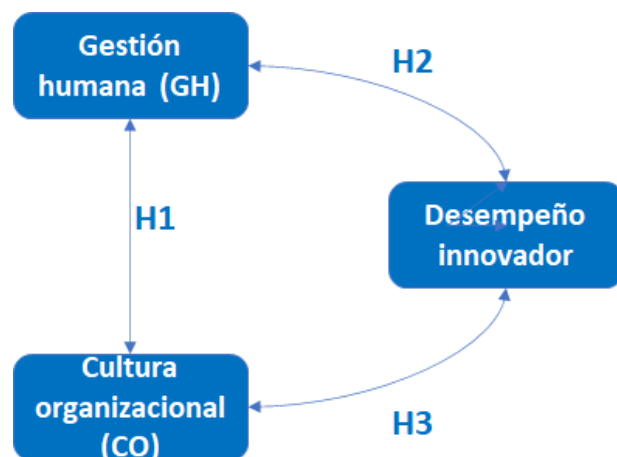 Gestión
humana (GH)
H2
H1
Desempeño
innovador
Cultura
organizacional
(CO)
H3